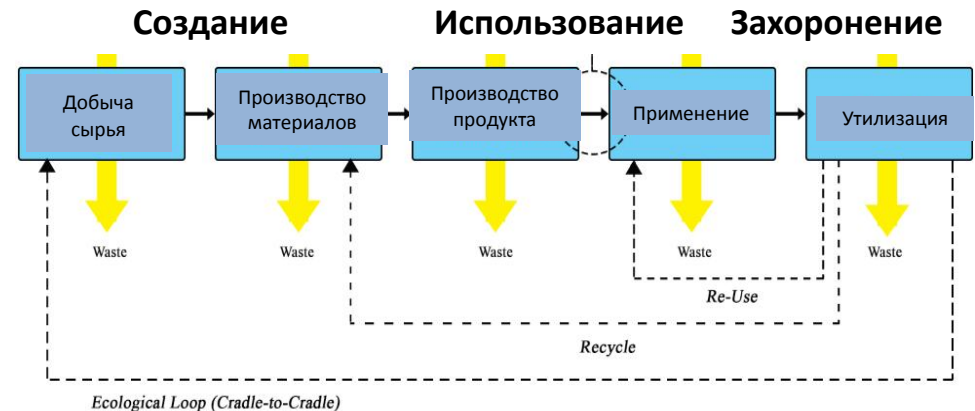 Создание
Использование
Захоронение
Добыча
сырья
Производство
материалов
Производство
продукта
Применение
Утилизация
Waste
Waste
Waste
Waste
Waste
Re-Use
Recycle
Ecological Loop (Cradle-to-Cradle)